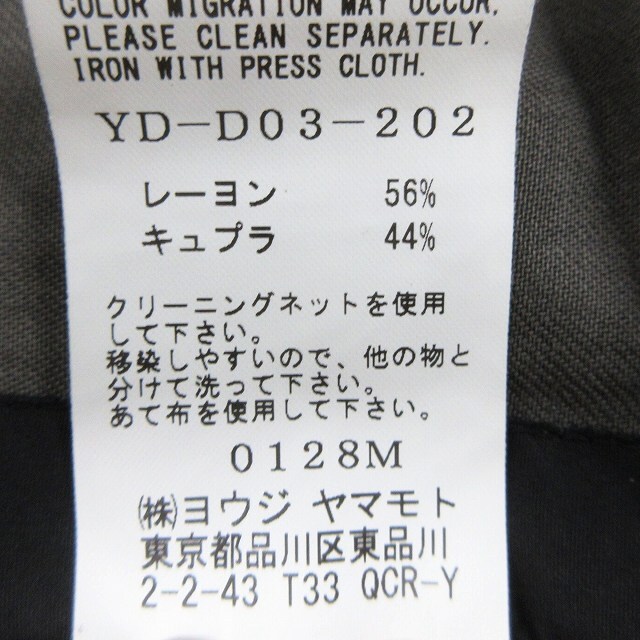 COLOR MIGRATION MAY OCCUR,
PLEASE CLEAN SEPARATELY.
IRON WITH PRESS CLOTH.
YD-D03-202
レーヨン 56%
キュプラ 44%
クリーニングネットを使用
して下さい。
移染しやすいので、他の物と
分けて洗って下さい。
あて布を使用して下さい。
0128M
㈱ヨウジ ヤマモト
東京都品川区東品川
2-2-43 T33 QCR-Y